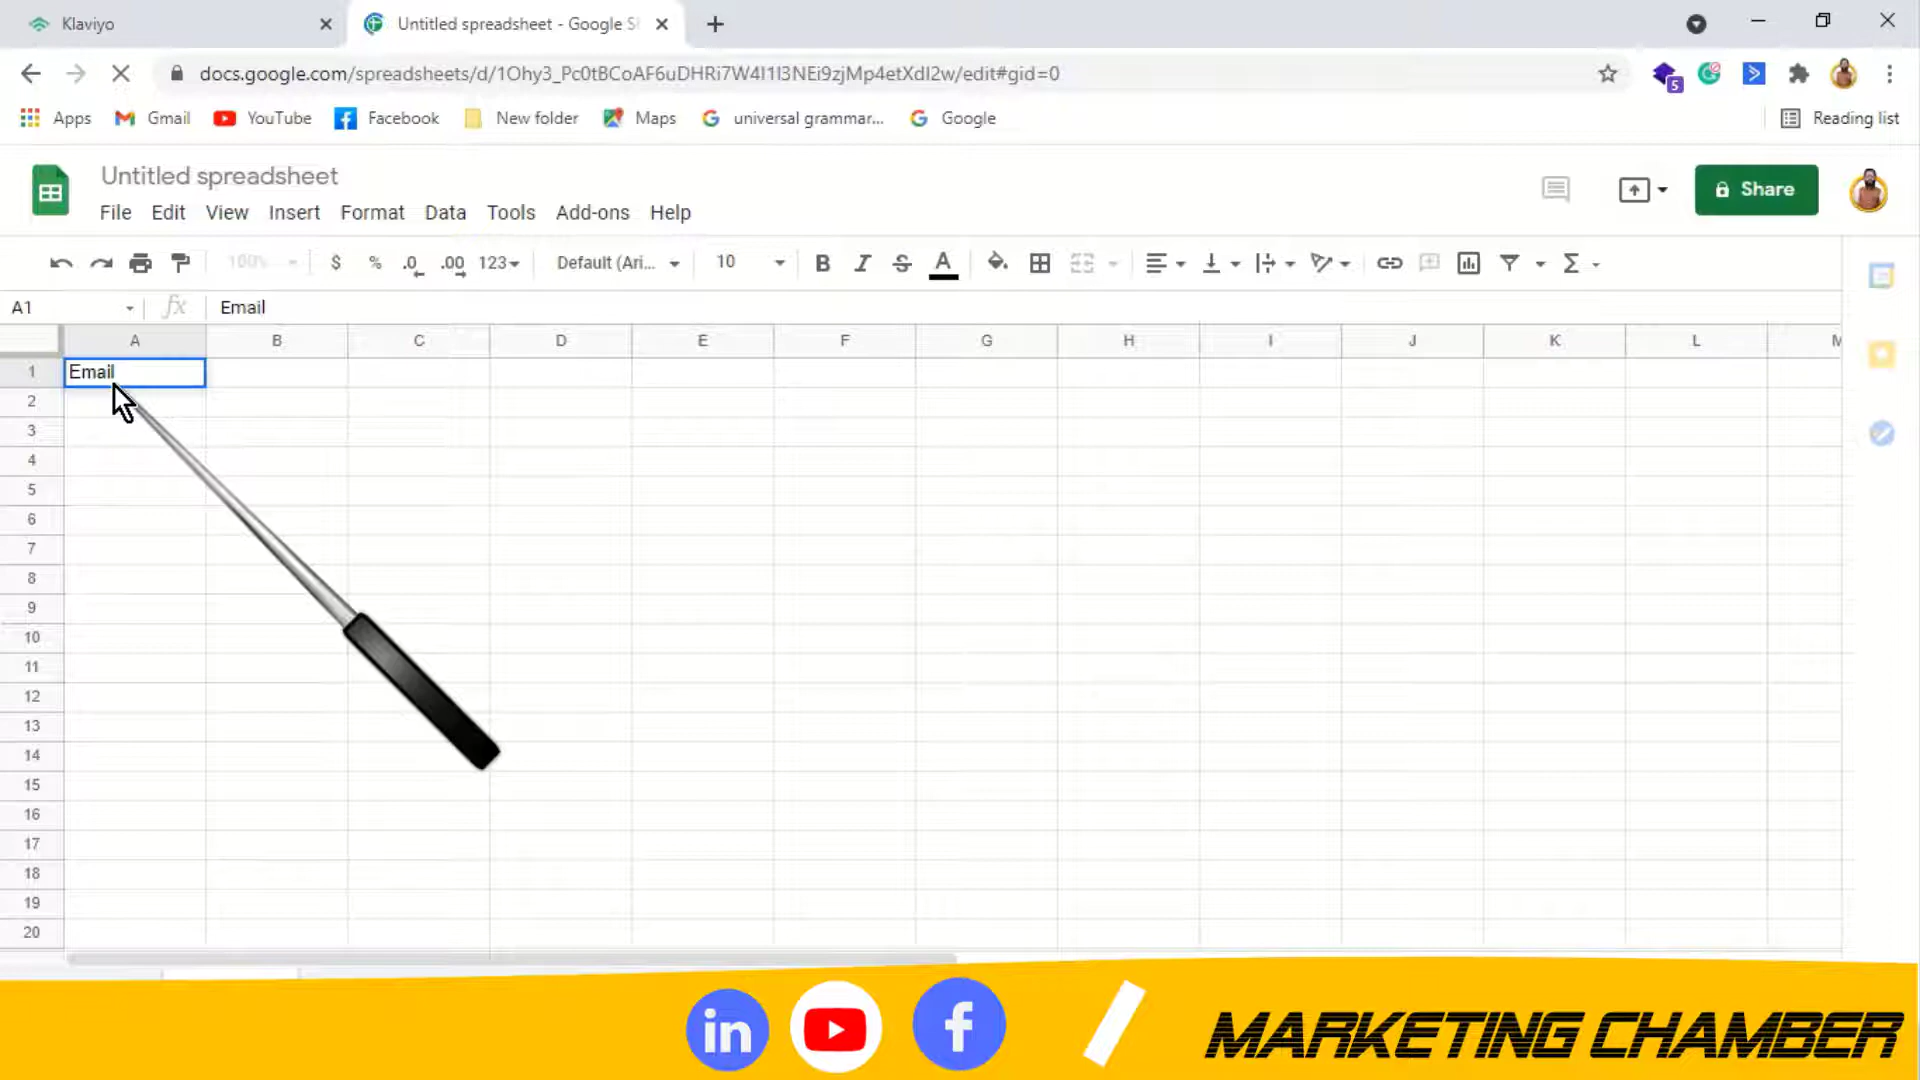 Klaviyo
Untitled spreadsheet - Google S
docs.google.com/spreadsheets/d/1Ohy3_Pc0tBCoAF6uDHRi7W4I1I3NEi9zjMp4etXdI2w/edit#gid=0
5
Apps Gmail YouTube Facebook New folder Maps universal grammar... Google Reading list
Untitled spreadsheet
File Edit View Insert Format Data Tools Add-ons Help
Share
100% $ % .0 .00 123 Default (Ari... 10 B I S A Σ
A1 fx Email
A B C D E F G H I J K L M
1 Email
2
3
4
5
6
7
8
9
10
11
12
13
14
15
16
17
18
19
20
in f MARKETING CHAMBER